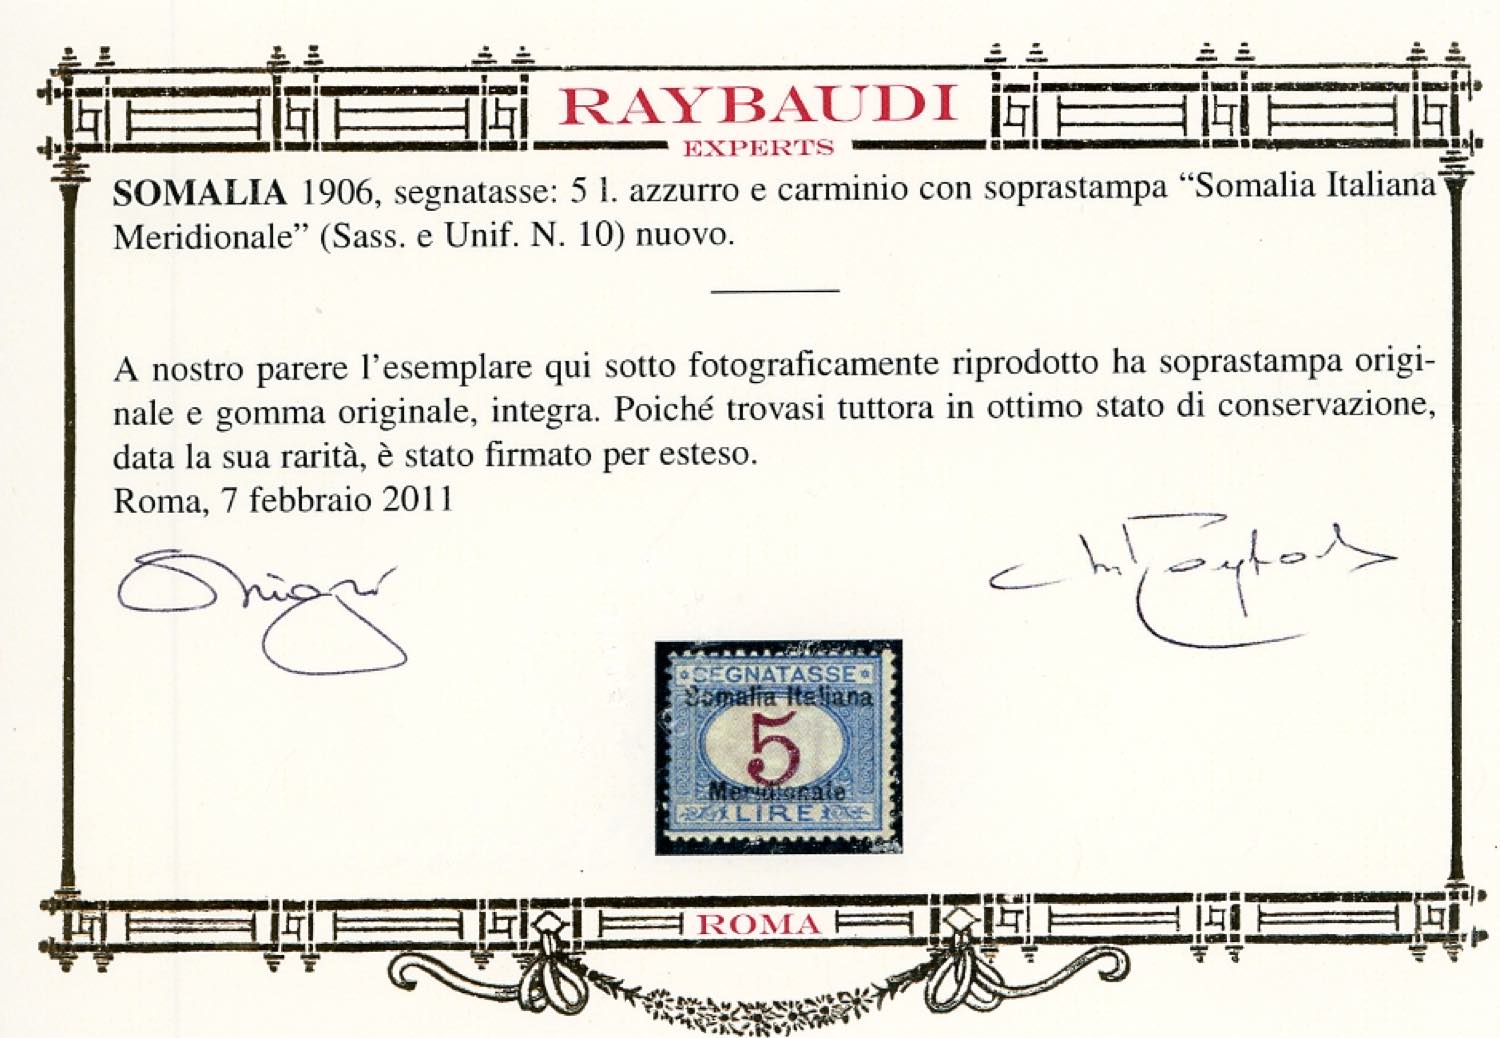 RAYBAUDI
EXPERTS
SOMALIA 1906, segnatasse: 5 l. azzurro e carminio con soprastampa “Somalia Italiana
Meridionale” (Sass. e Unif. N. 10) nuovo.
A nostro parere l’esemplare qui sotto fotograficamente riprodotto ha soprastampa origi-
nale e gomma originale, integra. Poiché trovasi tuttora in ottimo stato di conservazione,
data la sua rarità, è stato firmato per esteso.
Roma, 7 febbraio 2011
SEGNATASSE
Somalia Italiana
5
Meridionale
LIRE
ROMA